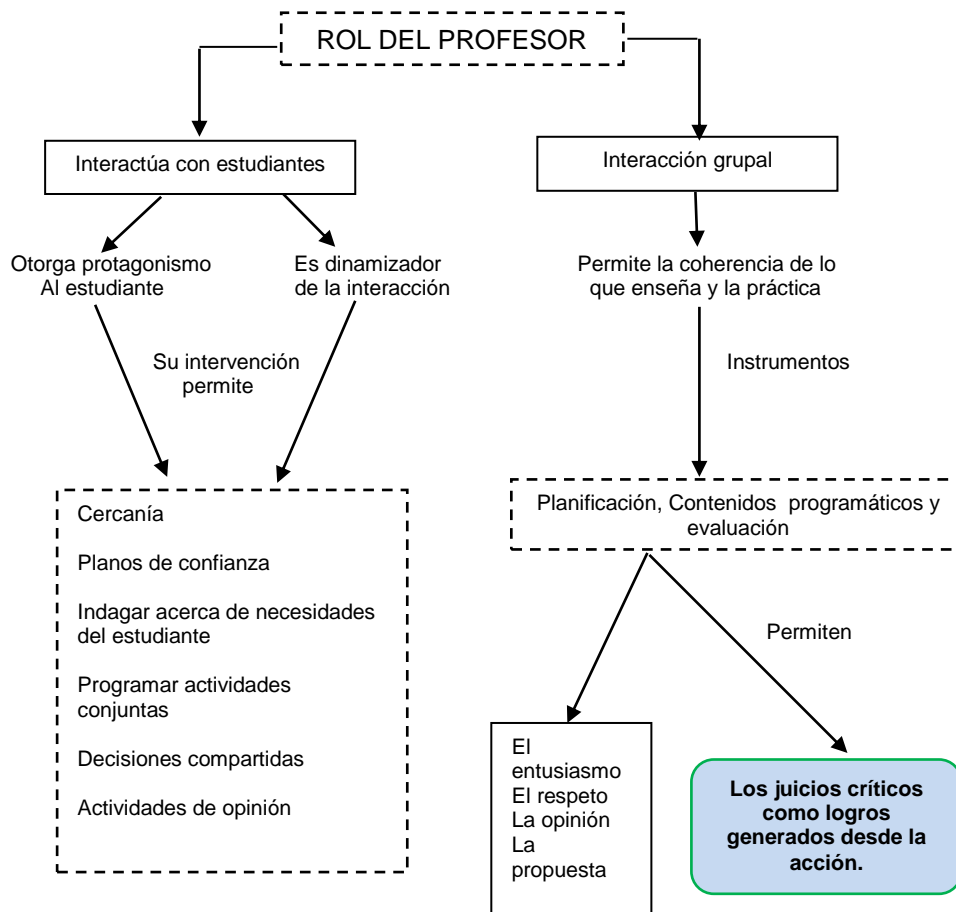 ROL DEL PROFESOR
Interactúa con estudiantes
Interacción grupal
Otorga protagonismo
Al estudiante
Es dinamizador
de la interacción
Permite la coherencia de lo
que enseña y la práctica
Su intervención
permite
Instrumentos
Cercanía
Planos de confianza
Indagar acerca de necesidades
del estudiante
Programar actividades
conjuntas
Decisiones compartidas
Actividades de opinión
Planificación, Contenidos programáticos y
evaluación
Permiten
El
entusiasmo
El respeto
La opinión
La
propuesta
Los juicios críticos
como logros
generados desde la
acción.